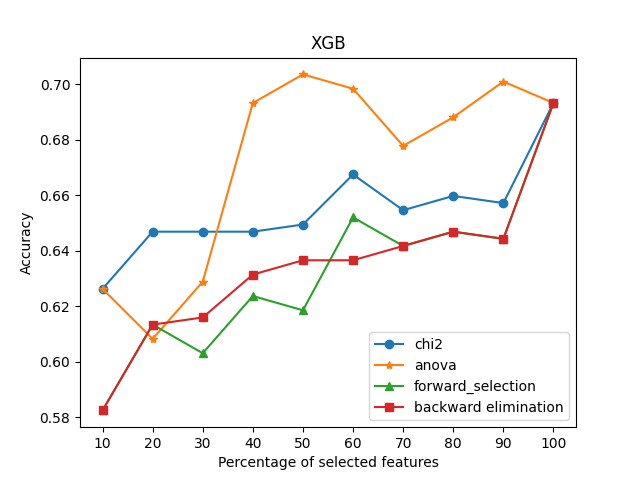 XGB
0.70
0.68
0.66
0.64
0.62
0.60
0.58
Accuracy
10 20 30 40 50 60 70 80 90 100
Percentage of selected features
chi2
anova
forward_selection
backward elimination